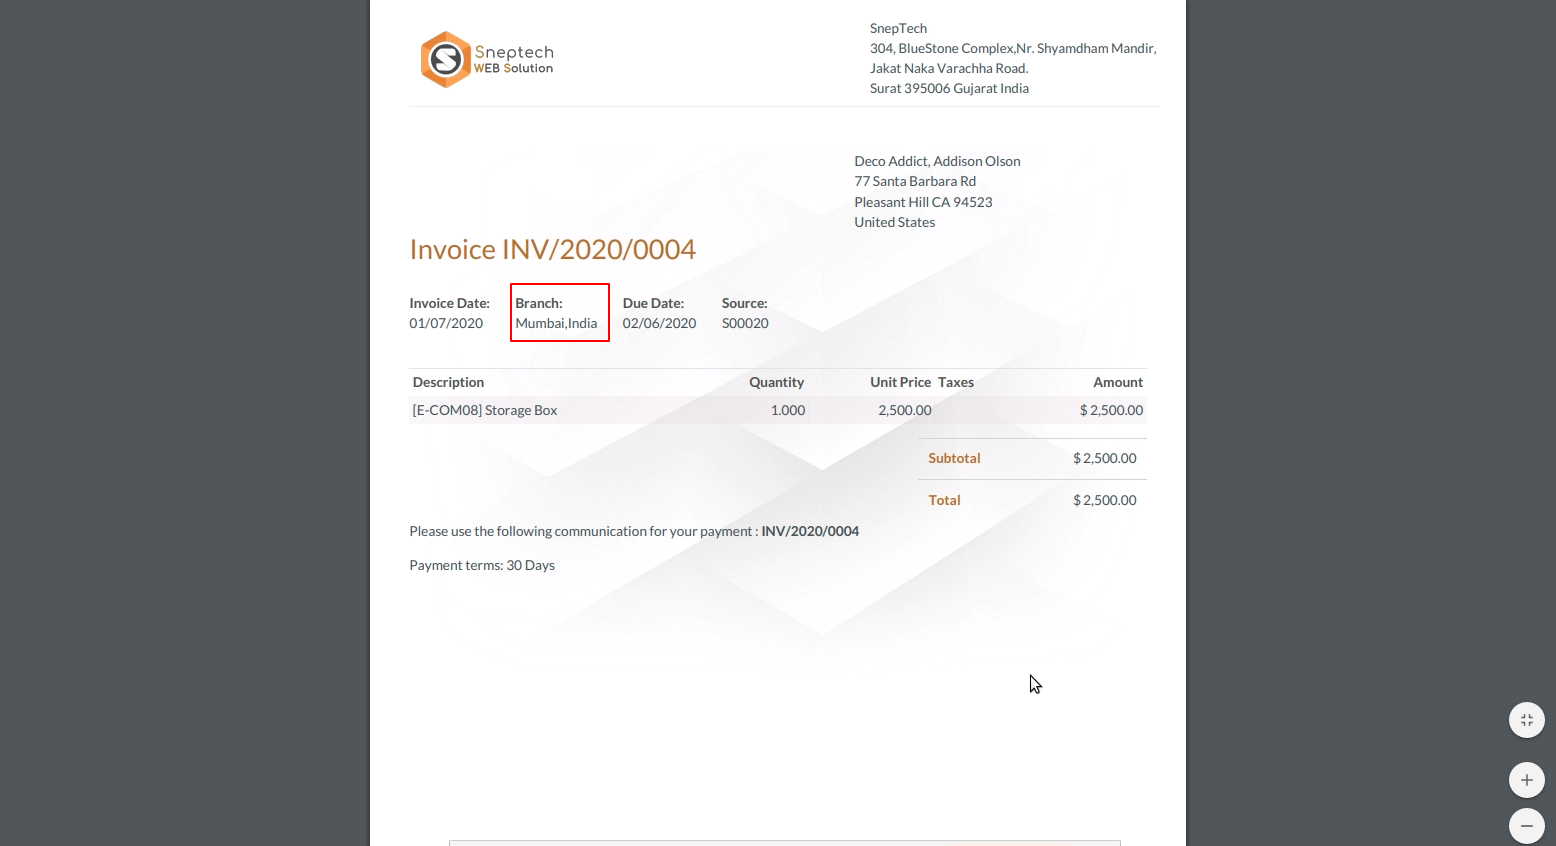 Sneptech
WEB Solution
SnepTech
304, BlueStone Complex,Nr. Shyamdham Mandir,
Jakat Naka Varachha Road.
Surat 395006 Gujarat India
Deco Addict, Addison Olson
77 Santa Barbara Rd
Pleasant Hill CA 94523
United States
Invoice INV/2020/0004
Invoice Date: Branch: Due Date: Source:
01/07/2020 Mumbai,India 02/06/2020 S00020
Description Quantity Unit Price Taxes Amount
[E-COM08] Storage Box 1.000 2,500.00 $ 2,500.00
Subtotal $ 2,500.00
Total $ 2,500.00
Please use the following communication for your payment : INV/2020/0004
Payment terms: 30 Days